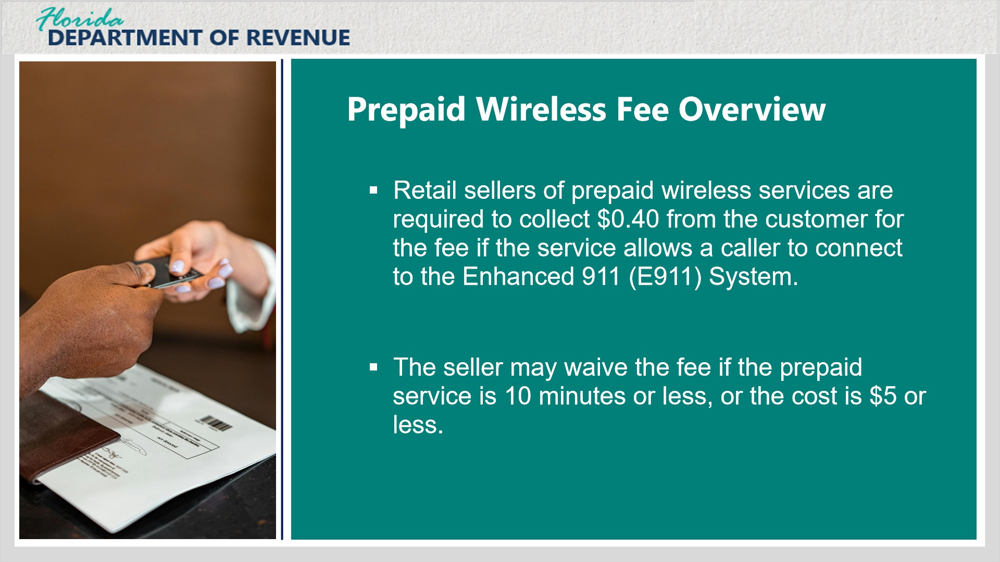 Florida
DEPARTMENT OF REVENUE
Prepaid Wireless Fee Overview
▪ Retail sellers of prepaid wireless services are
required to collect $0.40 from the customer for
the fee if the service allows a caller to connect
to the Enhanced 911 (E911) System.
▪ The seller may waive the fee if the prepaid
service is 10 minutes or less, or the cost is $5 or
less.
not detected